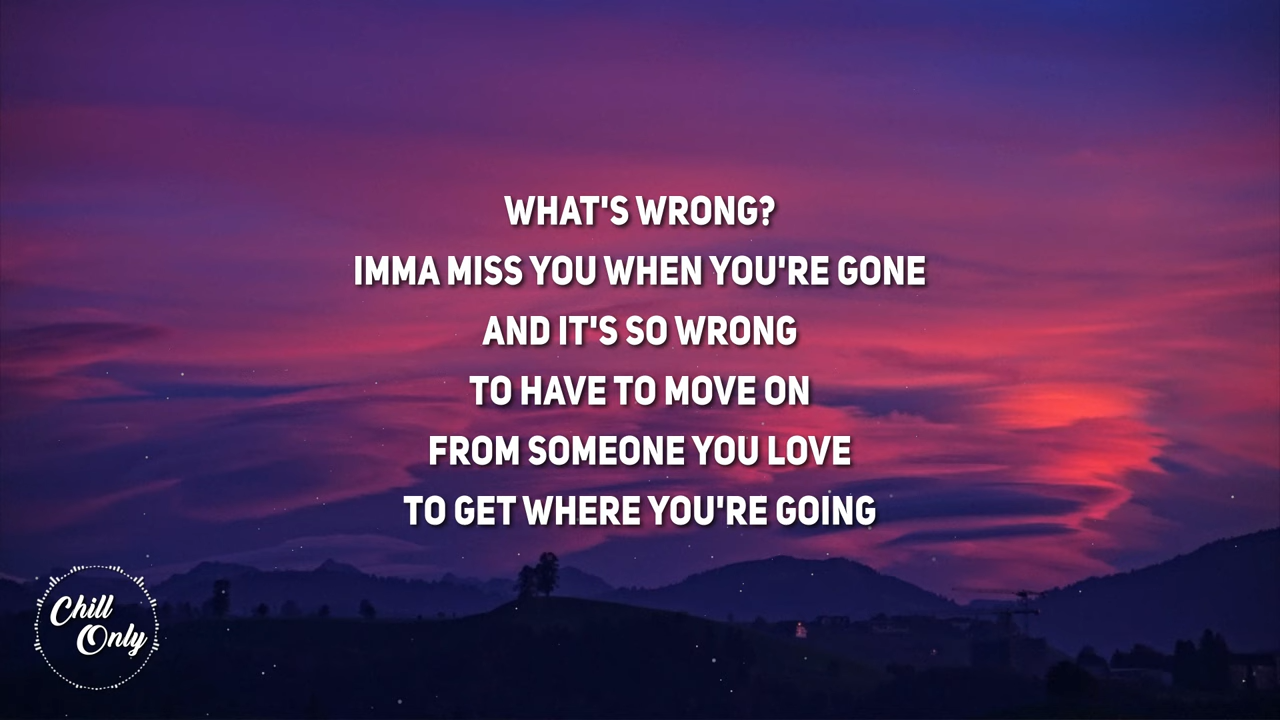 WHAT'S WRONG?
IMMA MISS YOU WHEN YOU'RE GONE
AND IT'S SO WRONG
TO HAVE TO MOVE ON
FROM SOMEONE YOU LOVE
TO GET WHERE YOU'RE GOING
Chill
Only